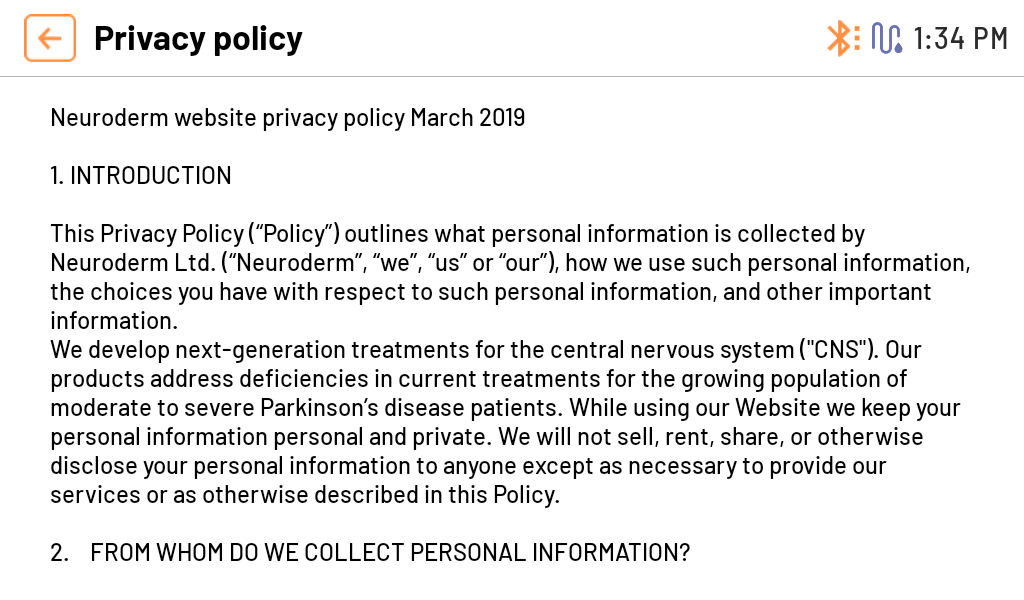 Privacy policy
1:34 PM
Neuroderm website privacy policy March 2019
1. INTRODUCTION
This Privacy Policy (“Policy”) outlines what personal information is collected by
Neuroderm Ltd. (“Neuroderm”, “we”, “us” or “our”), how we use such personal information,
the choices you have with respect to such personal information, and other important
information.
We develop next-generation treatments for the central nervous system ("CNS"). Our
products address deficiencies in current treatments for the growing population of
moderate to severe Parkinson’s disease patients. While using our Website we keep your
personal information personal and private. We will not sell, rent, share, or otherwise
disclose your personal information to anyone except as necessary to provide our
services or as otherwise described in this Policy.
2. FROM WHOM DO WE COLLECT PERSONAL INFORMATION?